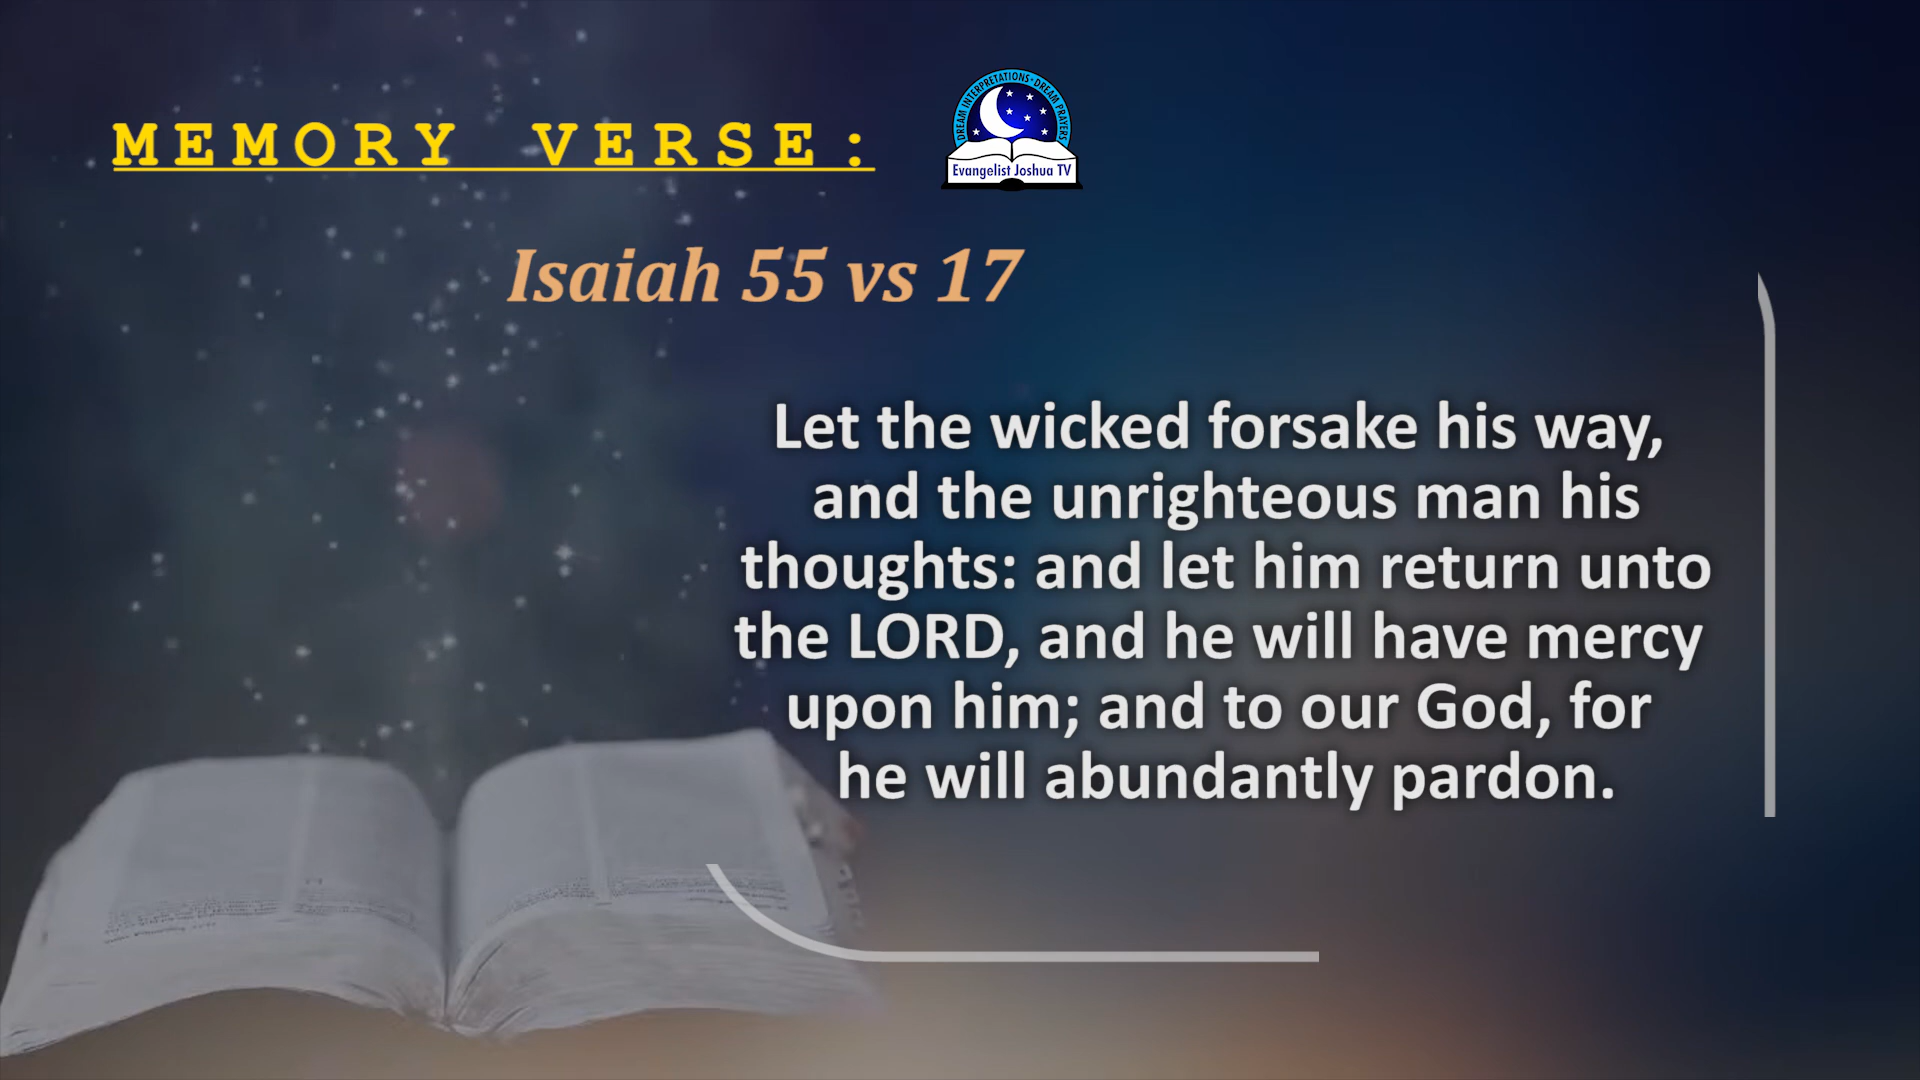 DREAM INTERPRETATIONS · DREAM PRAYERS
Evangelist Joshua TV
MEMORY VERSE:
Isaiah 55 vs 17
Let the wicked forsake his way,
and the unrighteous man his
thoughts: and let him return unto
the LORD, and he will have mercy
upon him; and to our God, for
he will abundantly pardon.